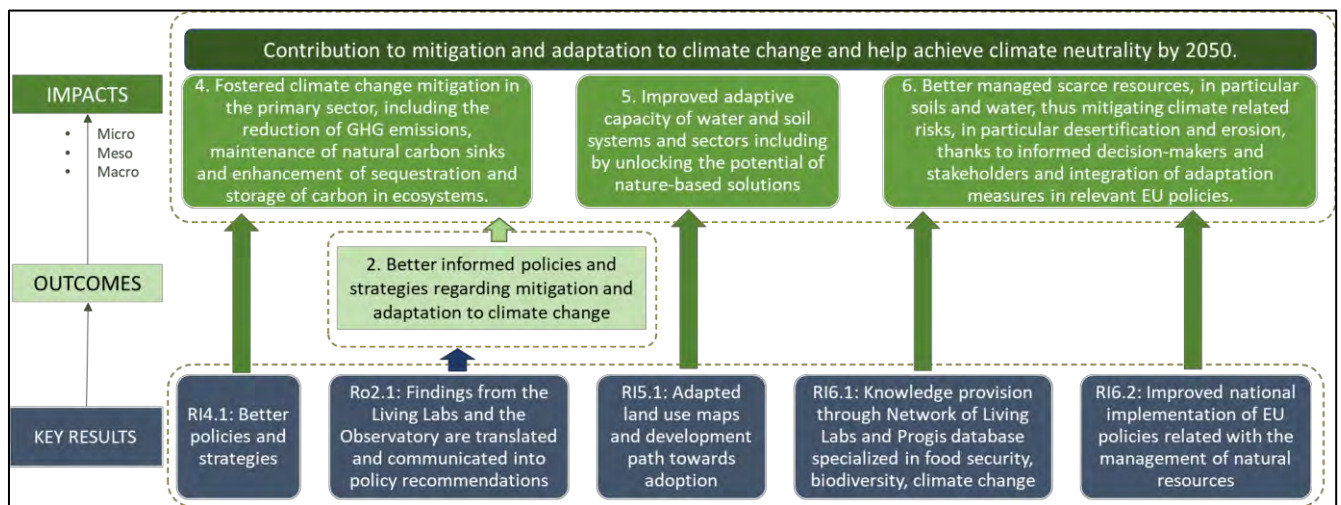 Contribution to mitigation and adaptation to climate change and help achieve climate neutrality by 2050.
IMPACTS
• Micro
• Meso
• Macro
4. Fostered climate change mitigation in
the primary sector, including the
reduction of GHG emissions,
maintenance of natural carbon sinks
and enhancement of sequestration and
storage of carbon in ecosystems.
5. Improved adaptive
capacity of water and soil
systems and sectors including
by unlocking the potential of
nature-based solutions
6. Better managed scarce resources, in particular
soils and water, thus mitigating climate related
risks, in particular desertification and erosion,
thanks to informed decision-makers and
stakeholders and integration of adaptation
measures in relevant EU policies.
OUTCOMES
2. Better informed policies and
strategies regarding mitigation and
adaptation to climate change
KEY RESULTS
RI4.1: Better
policies and
strategies
Ro2.1: Findings from the
Living Labs and the
Observatory are translated
and communicated into
policy recommendations
RI5.1: Adapted
land use maps
and development
path towards
adoption
RI6.1: Knowledge provision
through Network of Living
Labs and Progis database
specialized in food security,
biodiversity, climate change
RI6.2: Improved national
implementation of EU
policies related with the
management of natural
resources